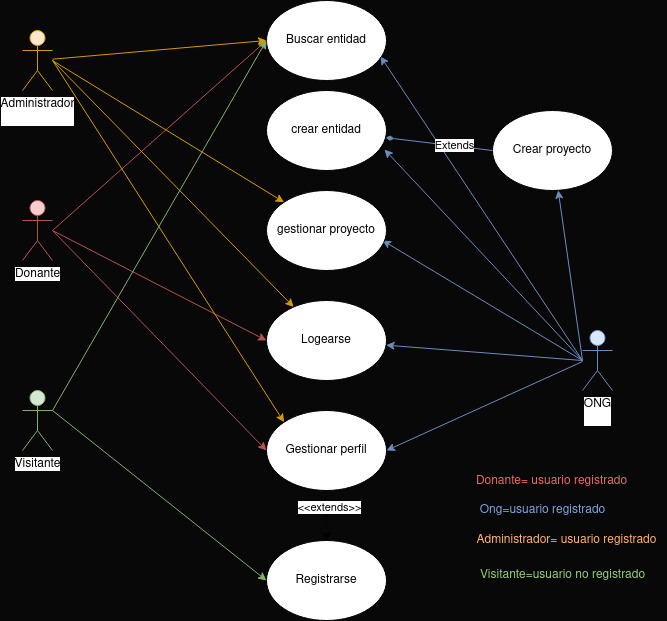 Buscar entidad
Administrador
crear entidad
Extends
Crear proyecto
gestionar proyecto
Donante
Logearse
ONG
Gestionar perfil
Visitante
Donante= usuario registrado
<<extends>>
Ong=usuario registrado
Administrador= usuario registrado
Visitante=usuario no registrado
Registrarse